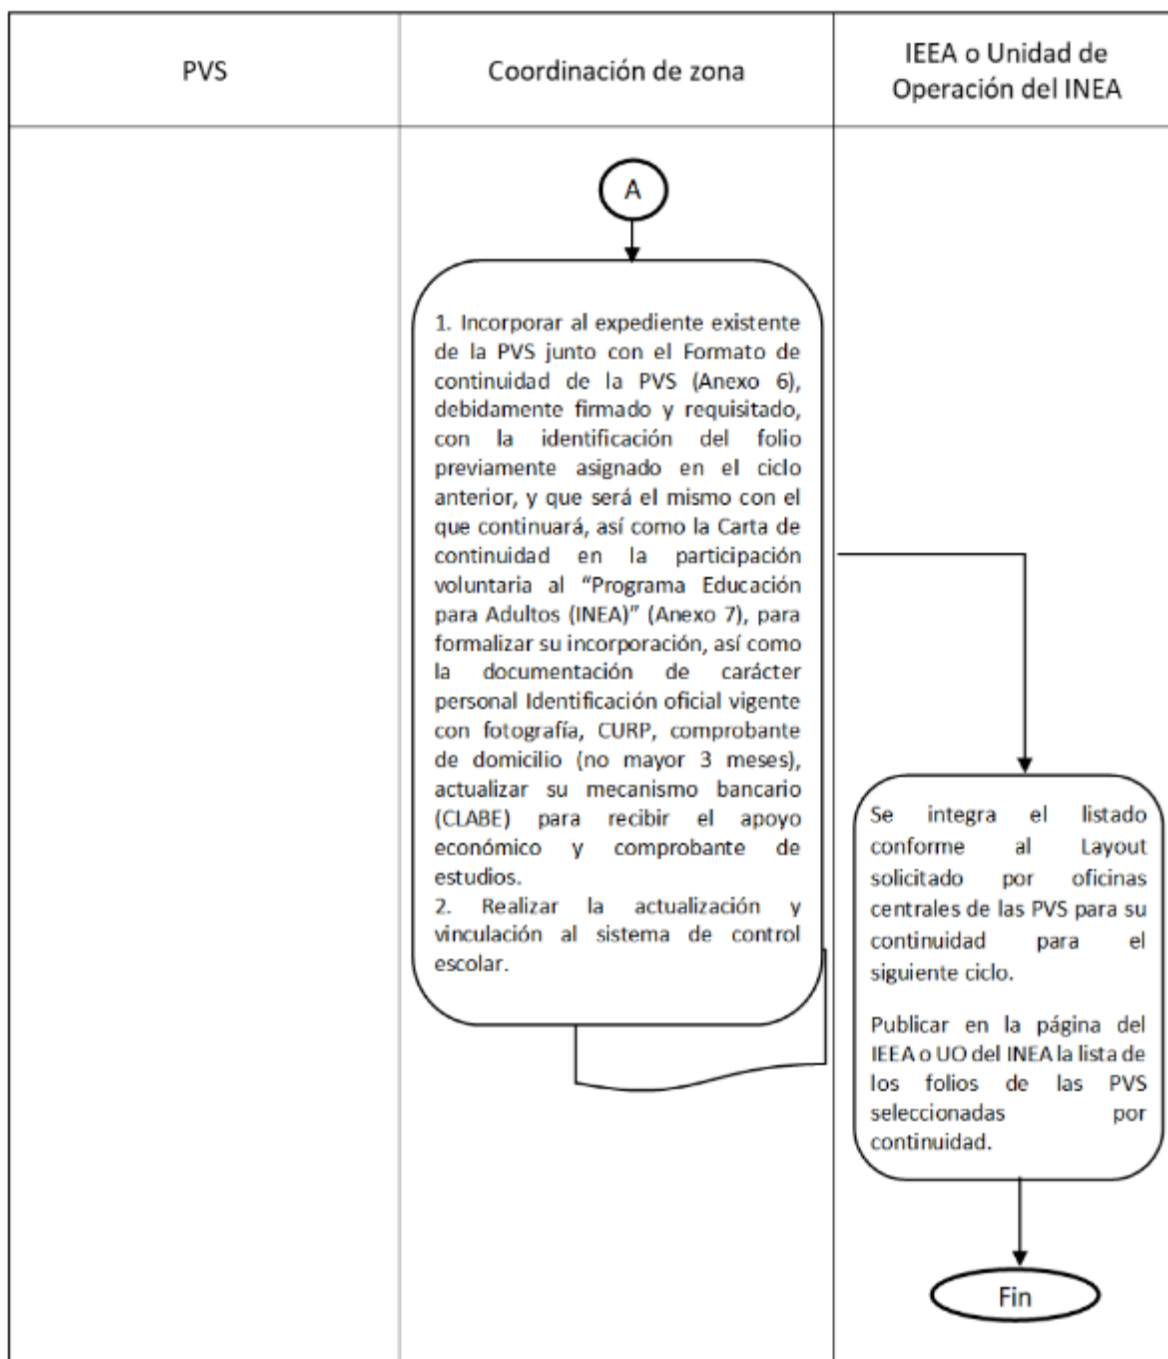 PVS
Coordinación de zona
IEEA o Unidad de
Operación del INEA
A
1. Incorporar al expediente existente
de la PVS junto con el Formato de
continuidad de la PVS (Anexo 6),
debidamente firmado y requisitado,
con la identificación del folio
previamente asignado en el ciclo
anterior, y que será el mismo con el
que continuará, así como la Carta de
continuidad en la participación
voluntaria al “Programa Educación
para Adultos (INEA)” (Anexo 7), para
formalizar su incorporación, así como
la documentación de carácter
personal Identificación oficial vigente
con fotografía, CURP, comprobante
de domicilio (no mayor 3 meses),
actualizar su mecanismo bancario
(CLABE) para recibir el apoyo
económico y comprobante de
estudios.
2. Realizar la actualización y
vinculación al sistema de control
escolar.
Se integra el listado
conforme al Layout
solicitado por oficinas
centrales de las PVS para su
continuidad para el
siguiente ciclo.
Publicar en la página del
IEEA o UO del INEA la lista de
los folios de las PVS
seleccionadas por
continuidad.
Fin